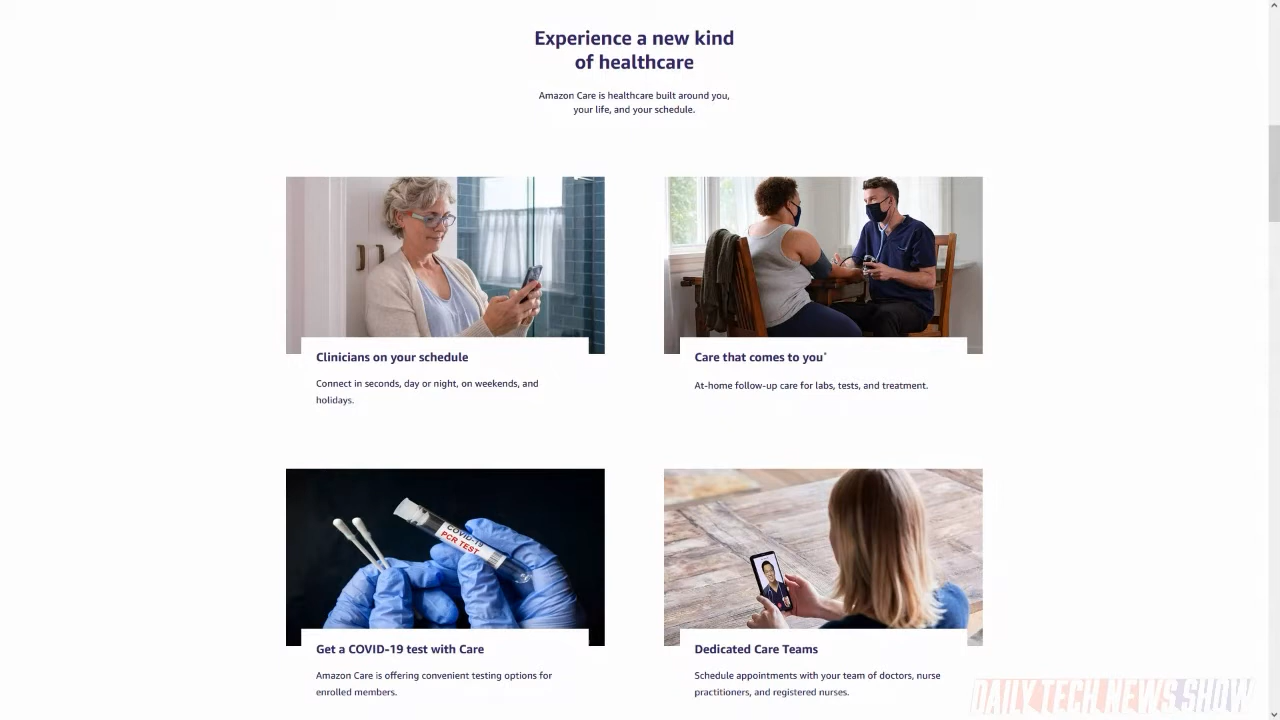 Experience a new kind
of healthcare
Amazon Care is healthcare built around you,
your life, and your schedule.
Clinicians on your schedule
Connect in seconds, day or night, on weekends, and
holidays.
Care that comes to you*
At-home follow-up care for labs, tests, and treatment.
COVID-19
PCR TEST
Get a COVID-19 test with Care
Amazon Care is offering convenient testing options for
enrolled members.
Dedicated Care Teams
Schedule appointments with your team of doctors, nurse
practitioners, and registered nurses.
DAILY TECH NEWS SHOW